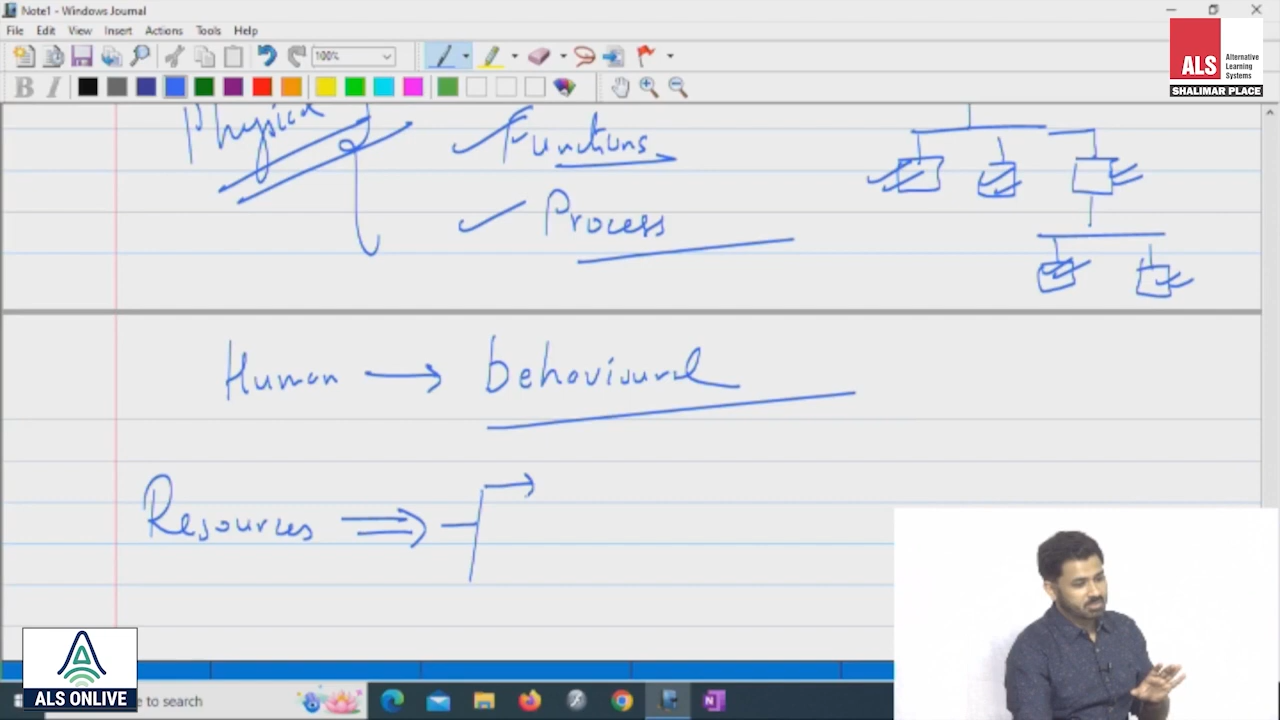 Note1 - Windows Journal
File Edit View Insert Actions Tools Help
100%
B I
ALS
Alternative
Learning
Systems
SHALIMAR PLACE
Physical
Functions
Process
Human → behavioural
Resources ⇒
ALS ONLIVE
e to search